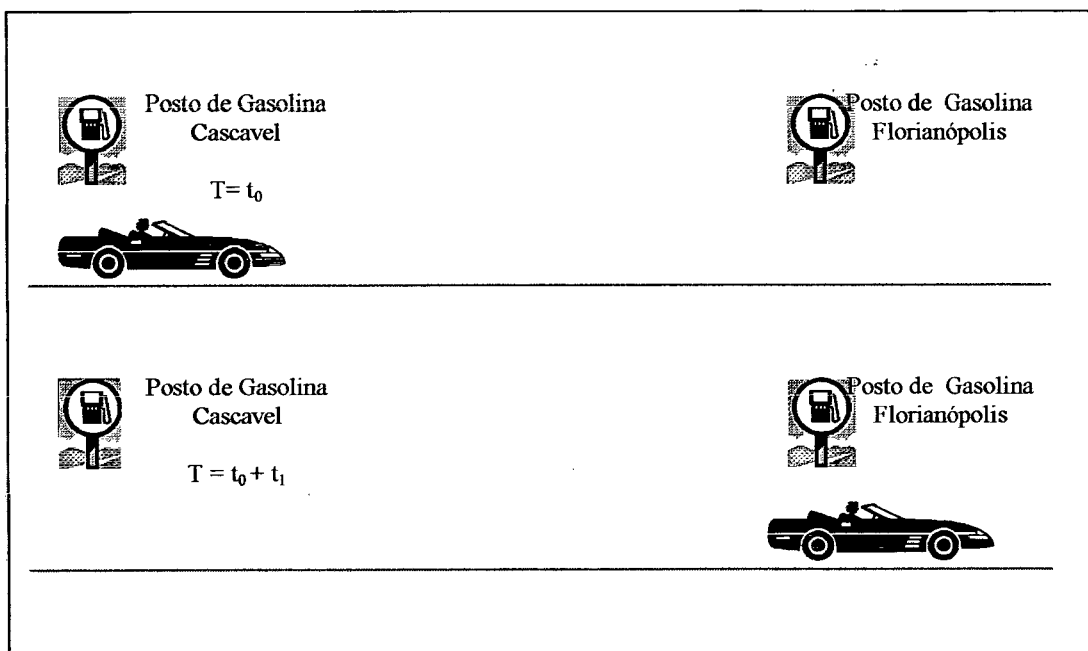 Posto de Gasolina
Cascavel
Posto de Gasolina
Florianópolis
T= t₀
Posto de Gasolina
Cascavel
Posto de Gasolina
Florianópolis
T = t₀ + t₁